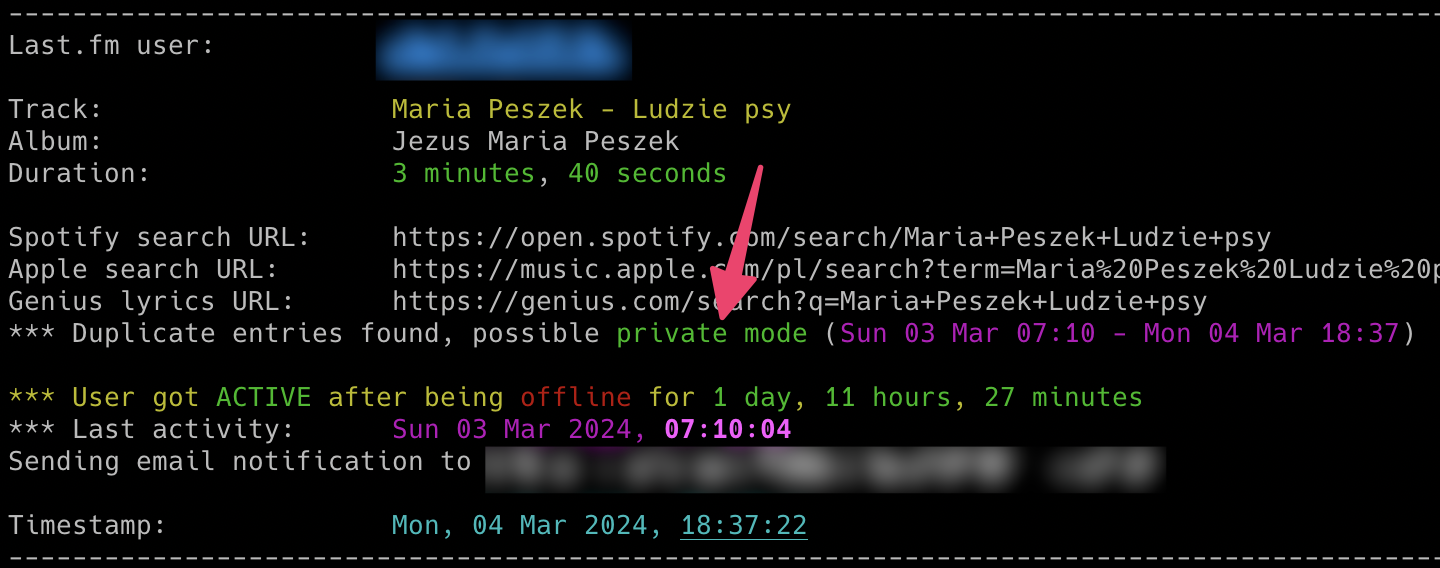 Last.fm user:
Track: Maria Peszek - Ludzie psy
Album: Jezus Maria Peszek
Duration: 3 minutes, 40 seconds
Spotify search URL: https://open.spotify.com/search/Maria+Peszek+Ludzie+psy
Apple search URL: https://music.apple.com/pl/search?term=Maria%20Peszek%20Ludzie%20p
Genius lyrics URL: https://genius.com/search?q=Maria+Peszek+Ludzie+psy
*** Duplicate entries found, possible private mode (Sun 03 Mar 07:10 - Mon 04 Mar 18:37)
*** User got ACTIVE after being offline for 1 day, 11 hours, 27 minutes
*** Last activity: Sun 03 Mar 2024, 07:10:04
Sending email notification to
Timestamp: Mon, 04 Mar 2024, 18:37:22